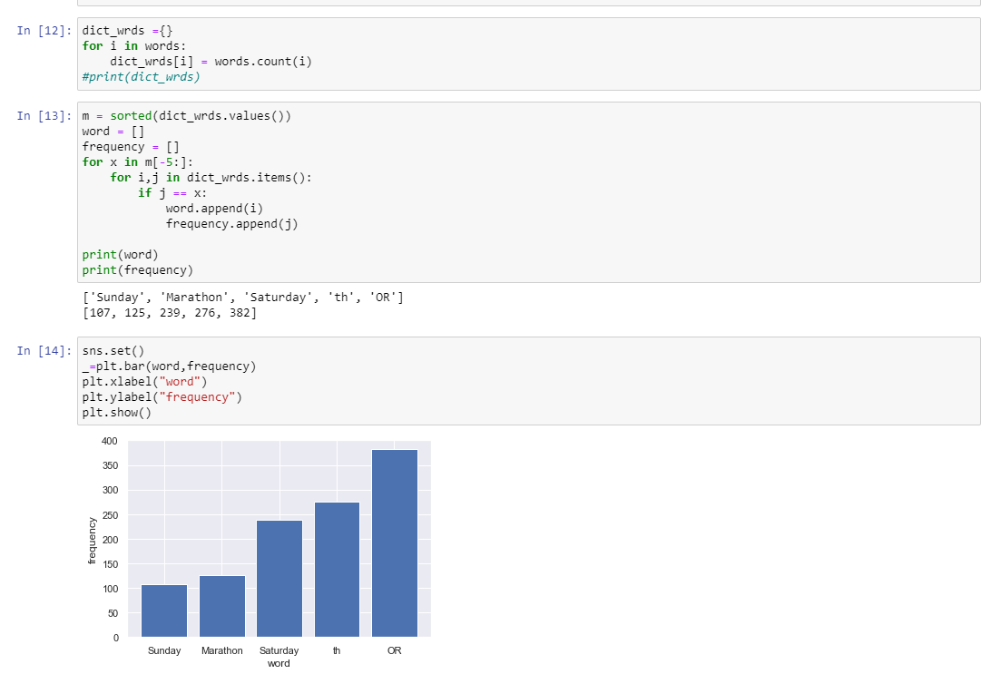 In [12]: dict_wrds ={}
for i in words:
    dict_wrds[i] = words.count(i)
#print(dict_wrds)
In [13]: m = sorted(dict_wrds.values())
word = []
frequency = []
for x in m[-5:]:
    for i,j in dict_wrds.items():
        if j == x:
            word.append(i)
            frequency.append(j)
print(word)
print(frequency)
['Sunday', 'Marathon', 'Saturday', 'th', 'OR']
[107, 125, 239, 276, 382]
In [14]: sns.set()
_=plt.bar(word,frequency)
plt.xlabel("word")
plt.ylabel("frequency")
plt.show()
400
350
300
250
200
150
100
50
0
frequency
Sunday Marathon Saturday th OR
word